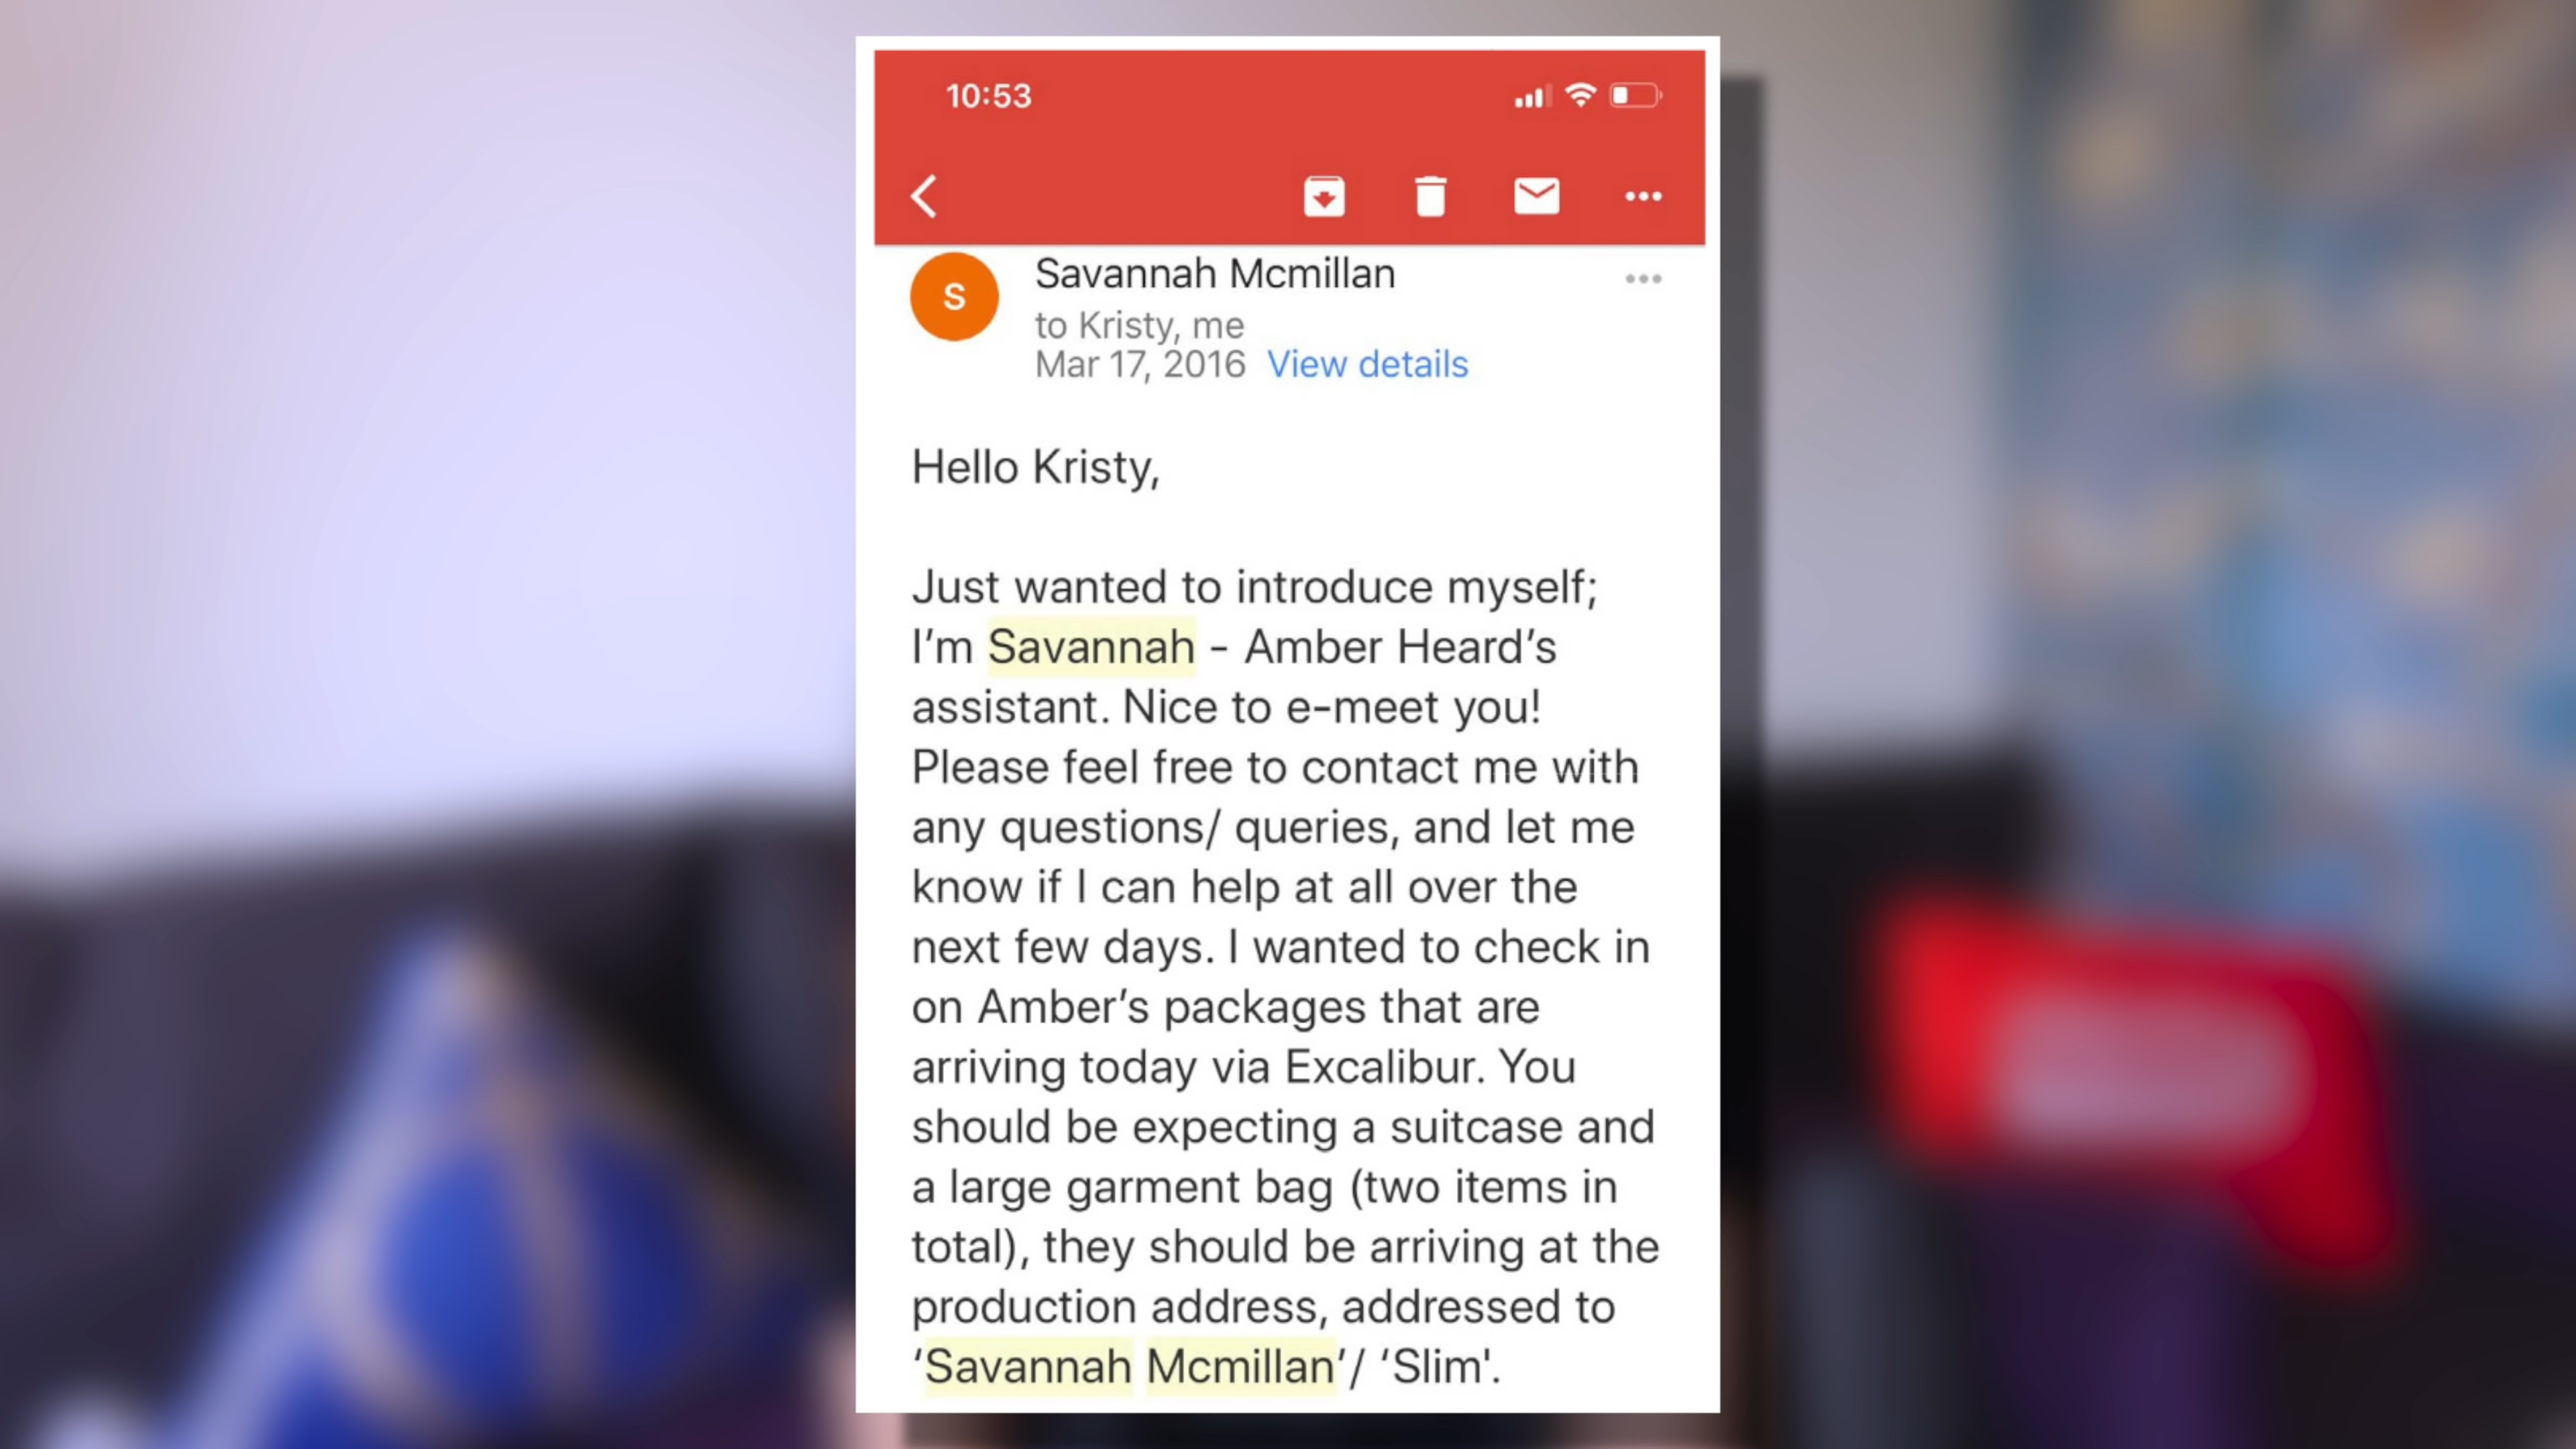 10:53
S
Savannah Mcmillan
to Kristy, me
Mar 17, 2016 View details
Hello Kristy,
Just wanted to introduce myself;
I’m Savannah - Amber Heard’s
assistant. Nice to e-meet you!
Please feel free to contact me with
any questions/ queries, and let me
know if I can help at all over the
next few days. I wanted to check in
on Amber’s packages that are
arriving today via Excalibur. You
should be expecting a suitcase and
a large garment bag (two items in
total), they should be arriving at the
production address, addressed to
‘Savannah Mcmillan’/ ‘Slim'.